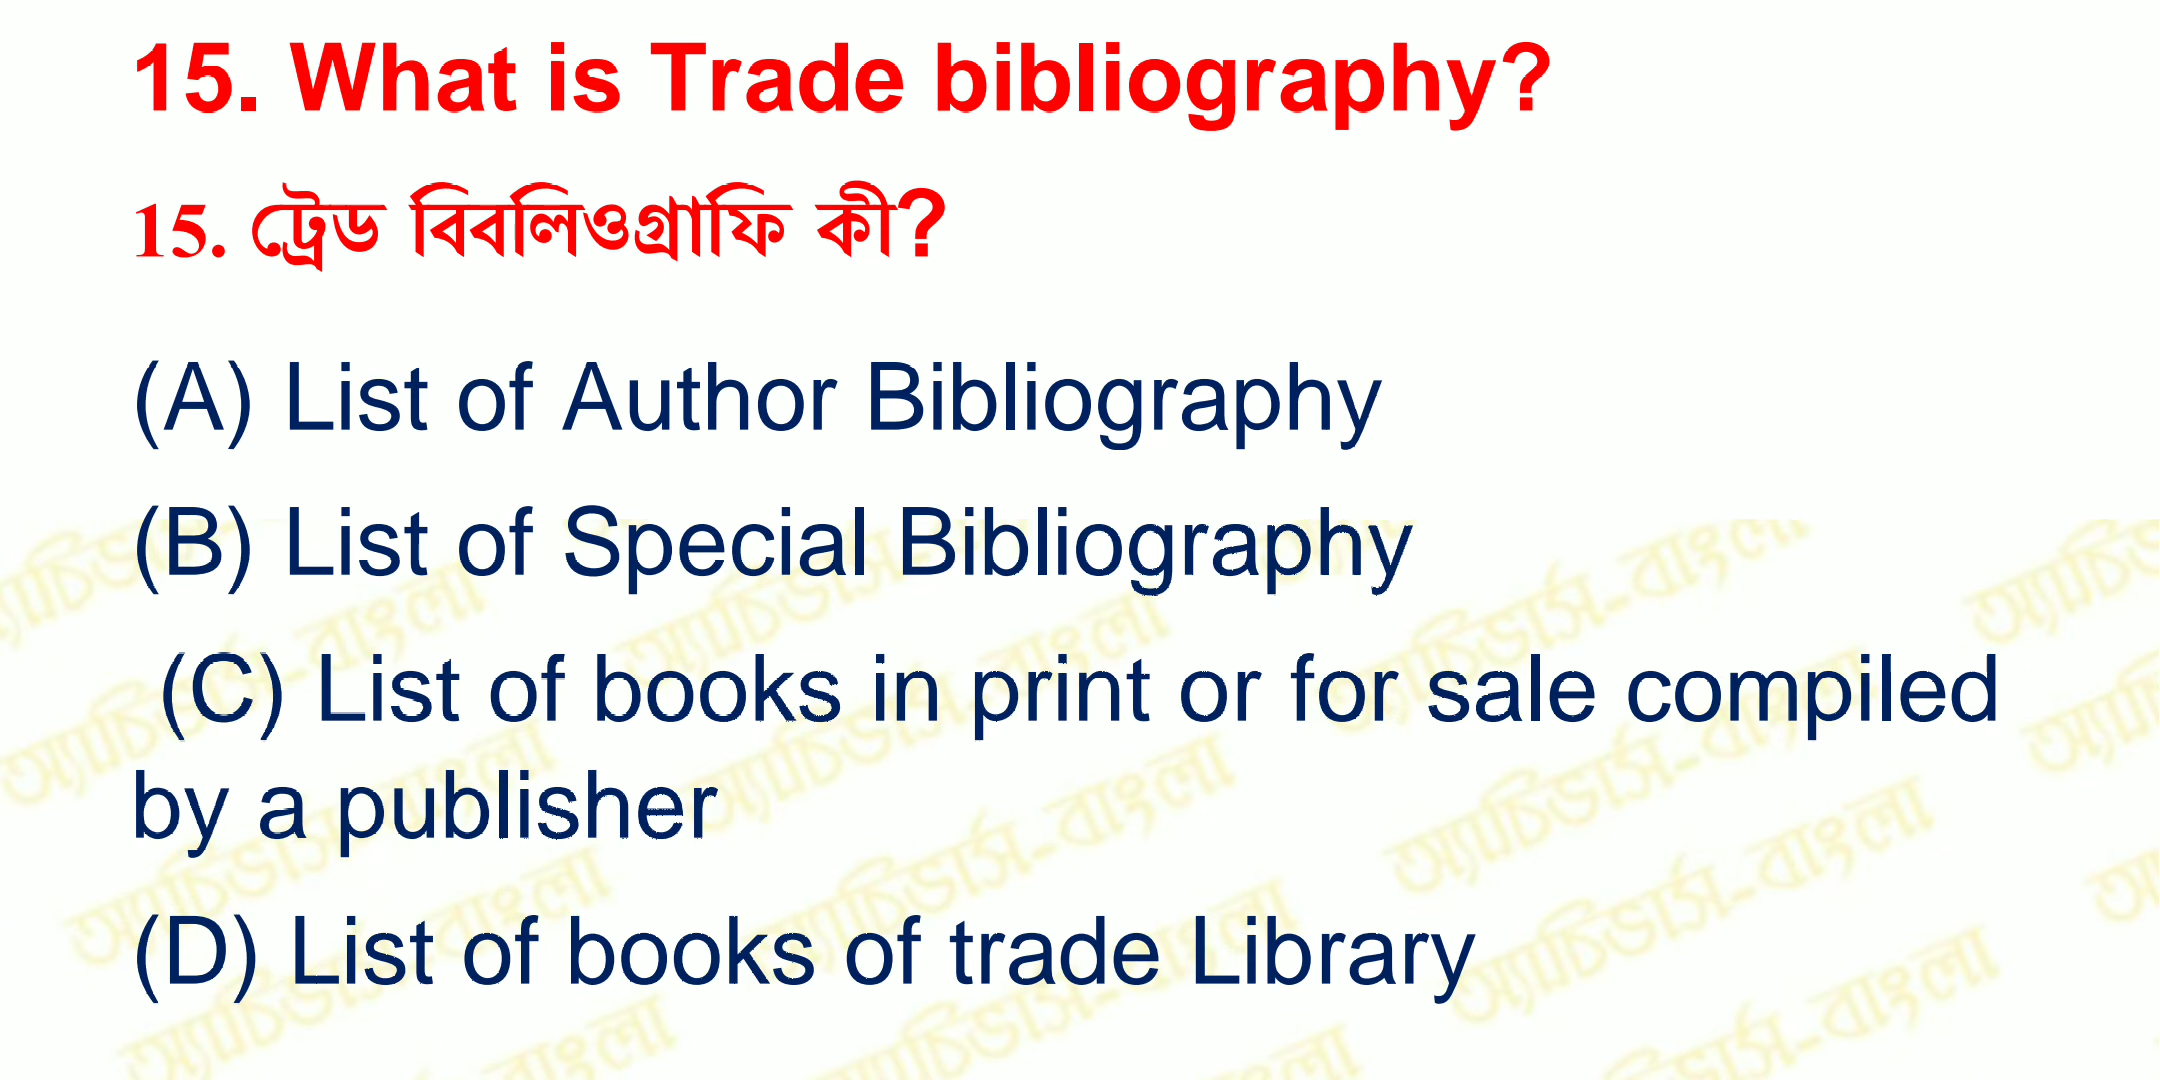 15. What is Trade bibliography?
15. ট্রেড বিবলিওগ্রাফি কী?
(A) List of Author Bibliography
(B) List of Special Bibliography
(C) List of books in print or for sale compiled
by a publisher
(D) List of books of trade Library